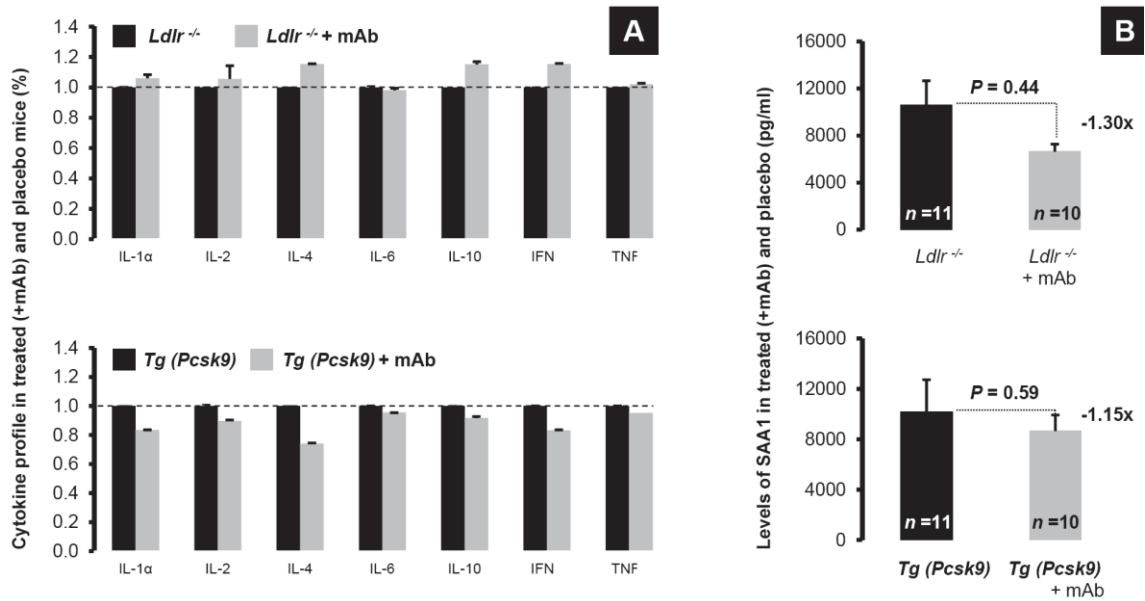 Cytokine profile in treated (+mAb) and placebo mice (%)
A
Ldlr -/- Ldlr -/- + mAb
1.4
1.2
1.0
0.8
0.6
0.4
0.2
0.0
IL-1α IL-2 IL-4 IL-6 IL-10 IFN TNF
Tg (Pcsk9) Tg (Pcsk9) + mAb
1.4
1.2
1.0
0.8
0.6
0.4
0.2
0.0
IL-1α IL-2 IL-4 IL-6 IL-10 IFN TNF
Levels of SAA1 in treated (+mAb) and placebo (pg/ml)
B
16000
12000
8000
4000
0
P = 0.44
-1.30x
n =11 n =10
Ldlr -/- Ldlr -/-
+ mAb
16000
12000
8000
4000
0
P = 0.59
-1.15x
n =11 n =10
Tg (Pcsk9) Tg (Pcsk9)
+ mAb